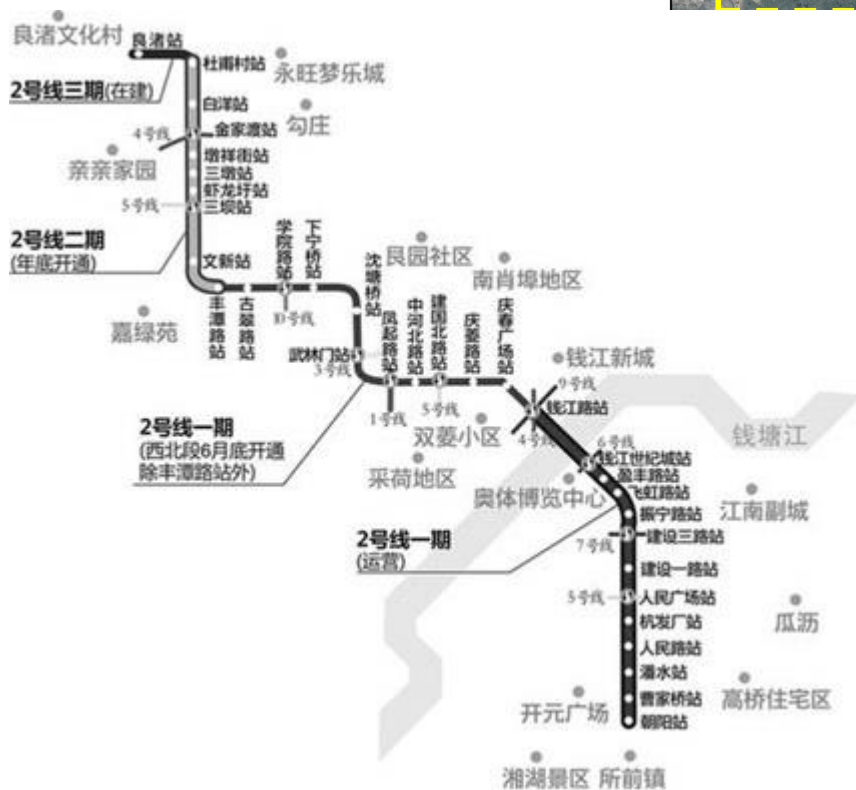 良渚文化村
良渚站
杜甫村站
永旺梦乐城
2号线三期(在建)
白洋站
勾庄
4号线
金家渡站
亲亲家园
墩祥街站
三墩站
虾龙圩站
5号线
三坝站
2号线二期
(年底开通)
文新站
学院路站
下宁桥站
沈塘桥站
艮园社区
南肖埠地区
嘉绿苑
丰潭路站
古翠路站
10号线
武林门站
3号线
凤起路站
中河北路站
建国北路站
庆菱路站
庆春广场站
钱江新城
9号线
钱江路站
1号线
5号线
4号线
2号线一期
(西北段6月底开通
除丰潭路站外)
双菱小区
采荷地区
钱塘江
6号线
钱江世纪城站
盈丰路站
飞虹路站
奥体博览中心
江南副城
振宁路站
2号线一期
(运营)
7号线
建设三路站
建设一路站
5号线
人民广场站
瓜沥
杭发厂站
人民路站
潘水站
高桥住宅区
开元广场
曹家桥站
朝阳站
湘湖景区
所前镇